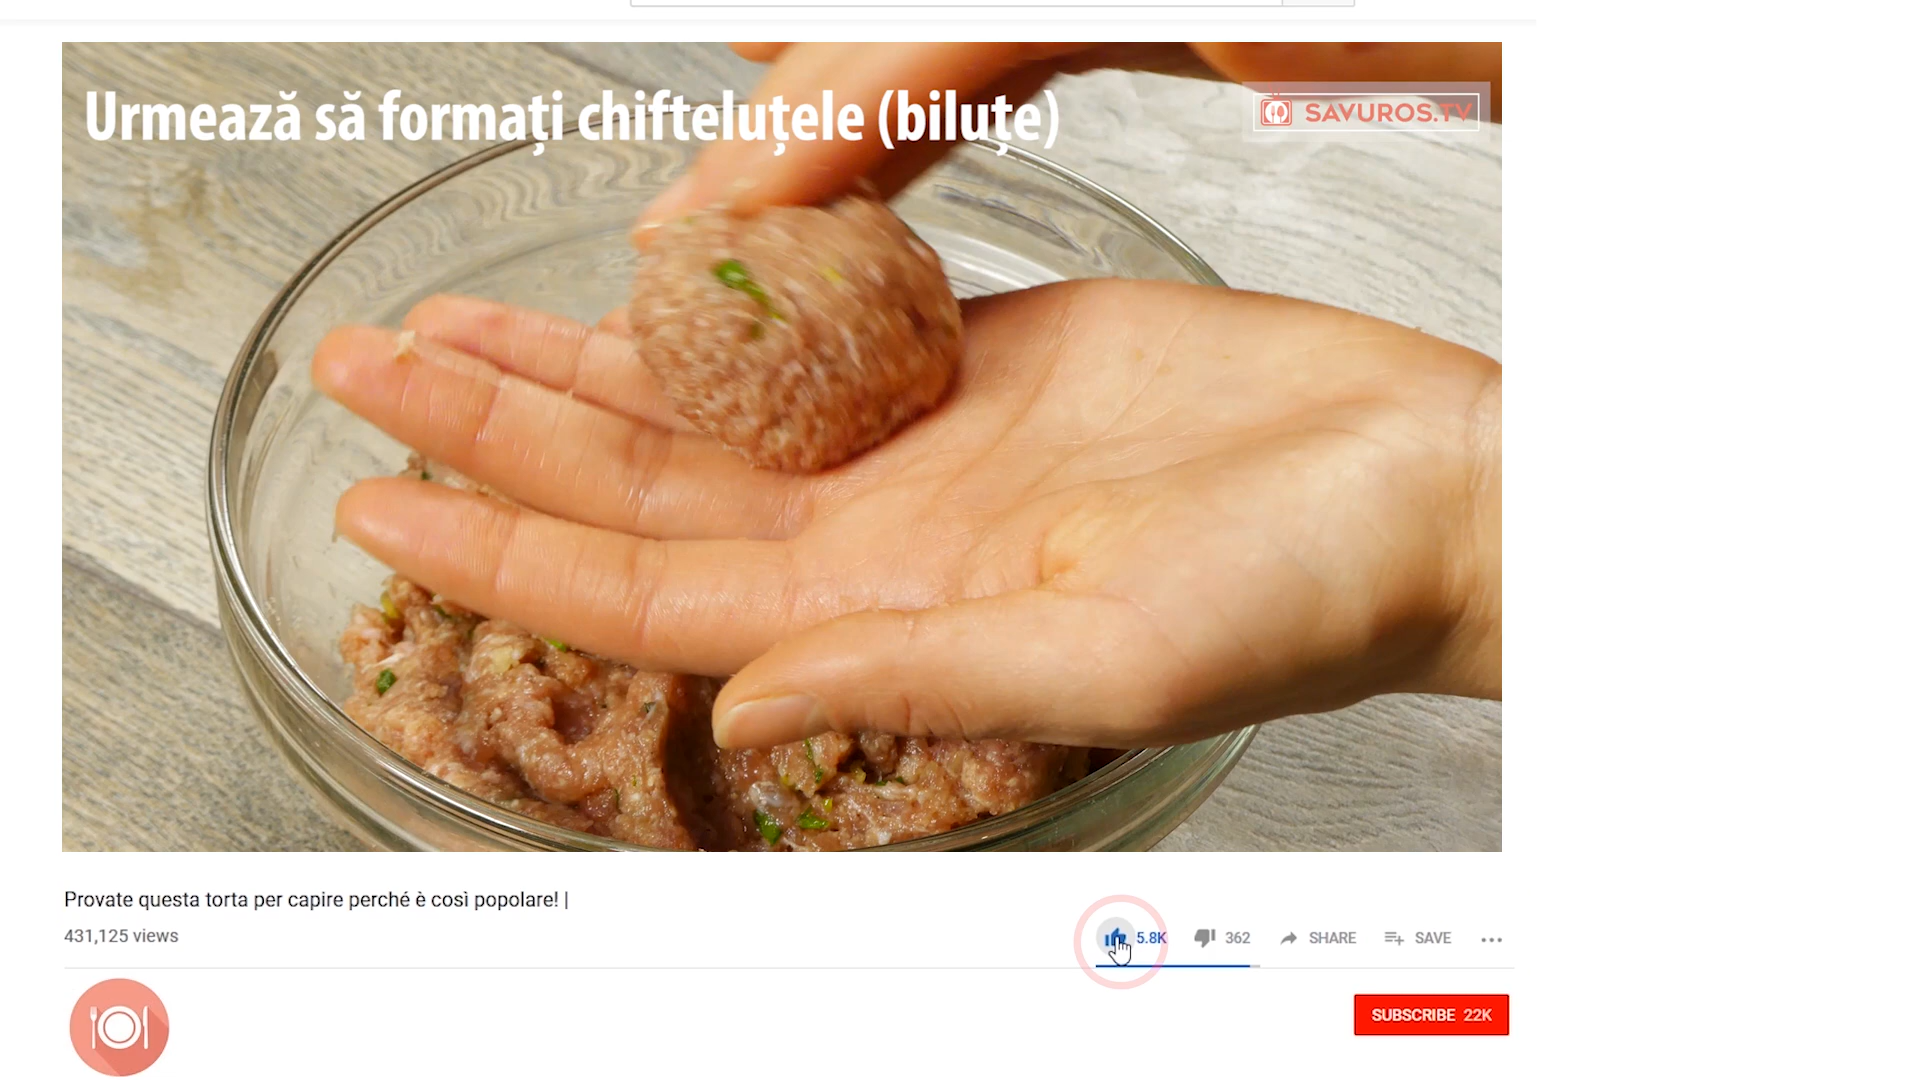 Urmează să formați chifteluțele (biluțe)
SAVUROS.TV
Provate questa torta per capire perché è così popolare! |
431,125 views
5.8K
362
SHARE
SAVE
SUBSCRIBE 22K